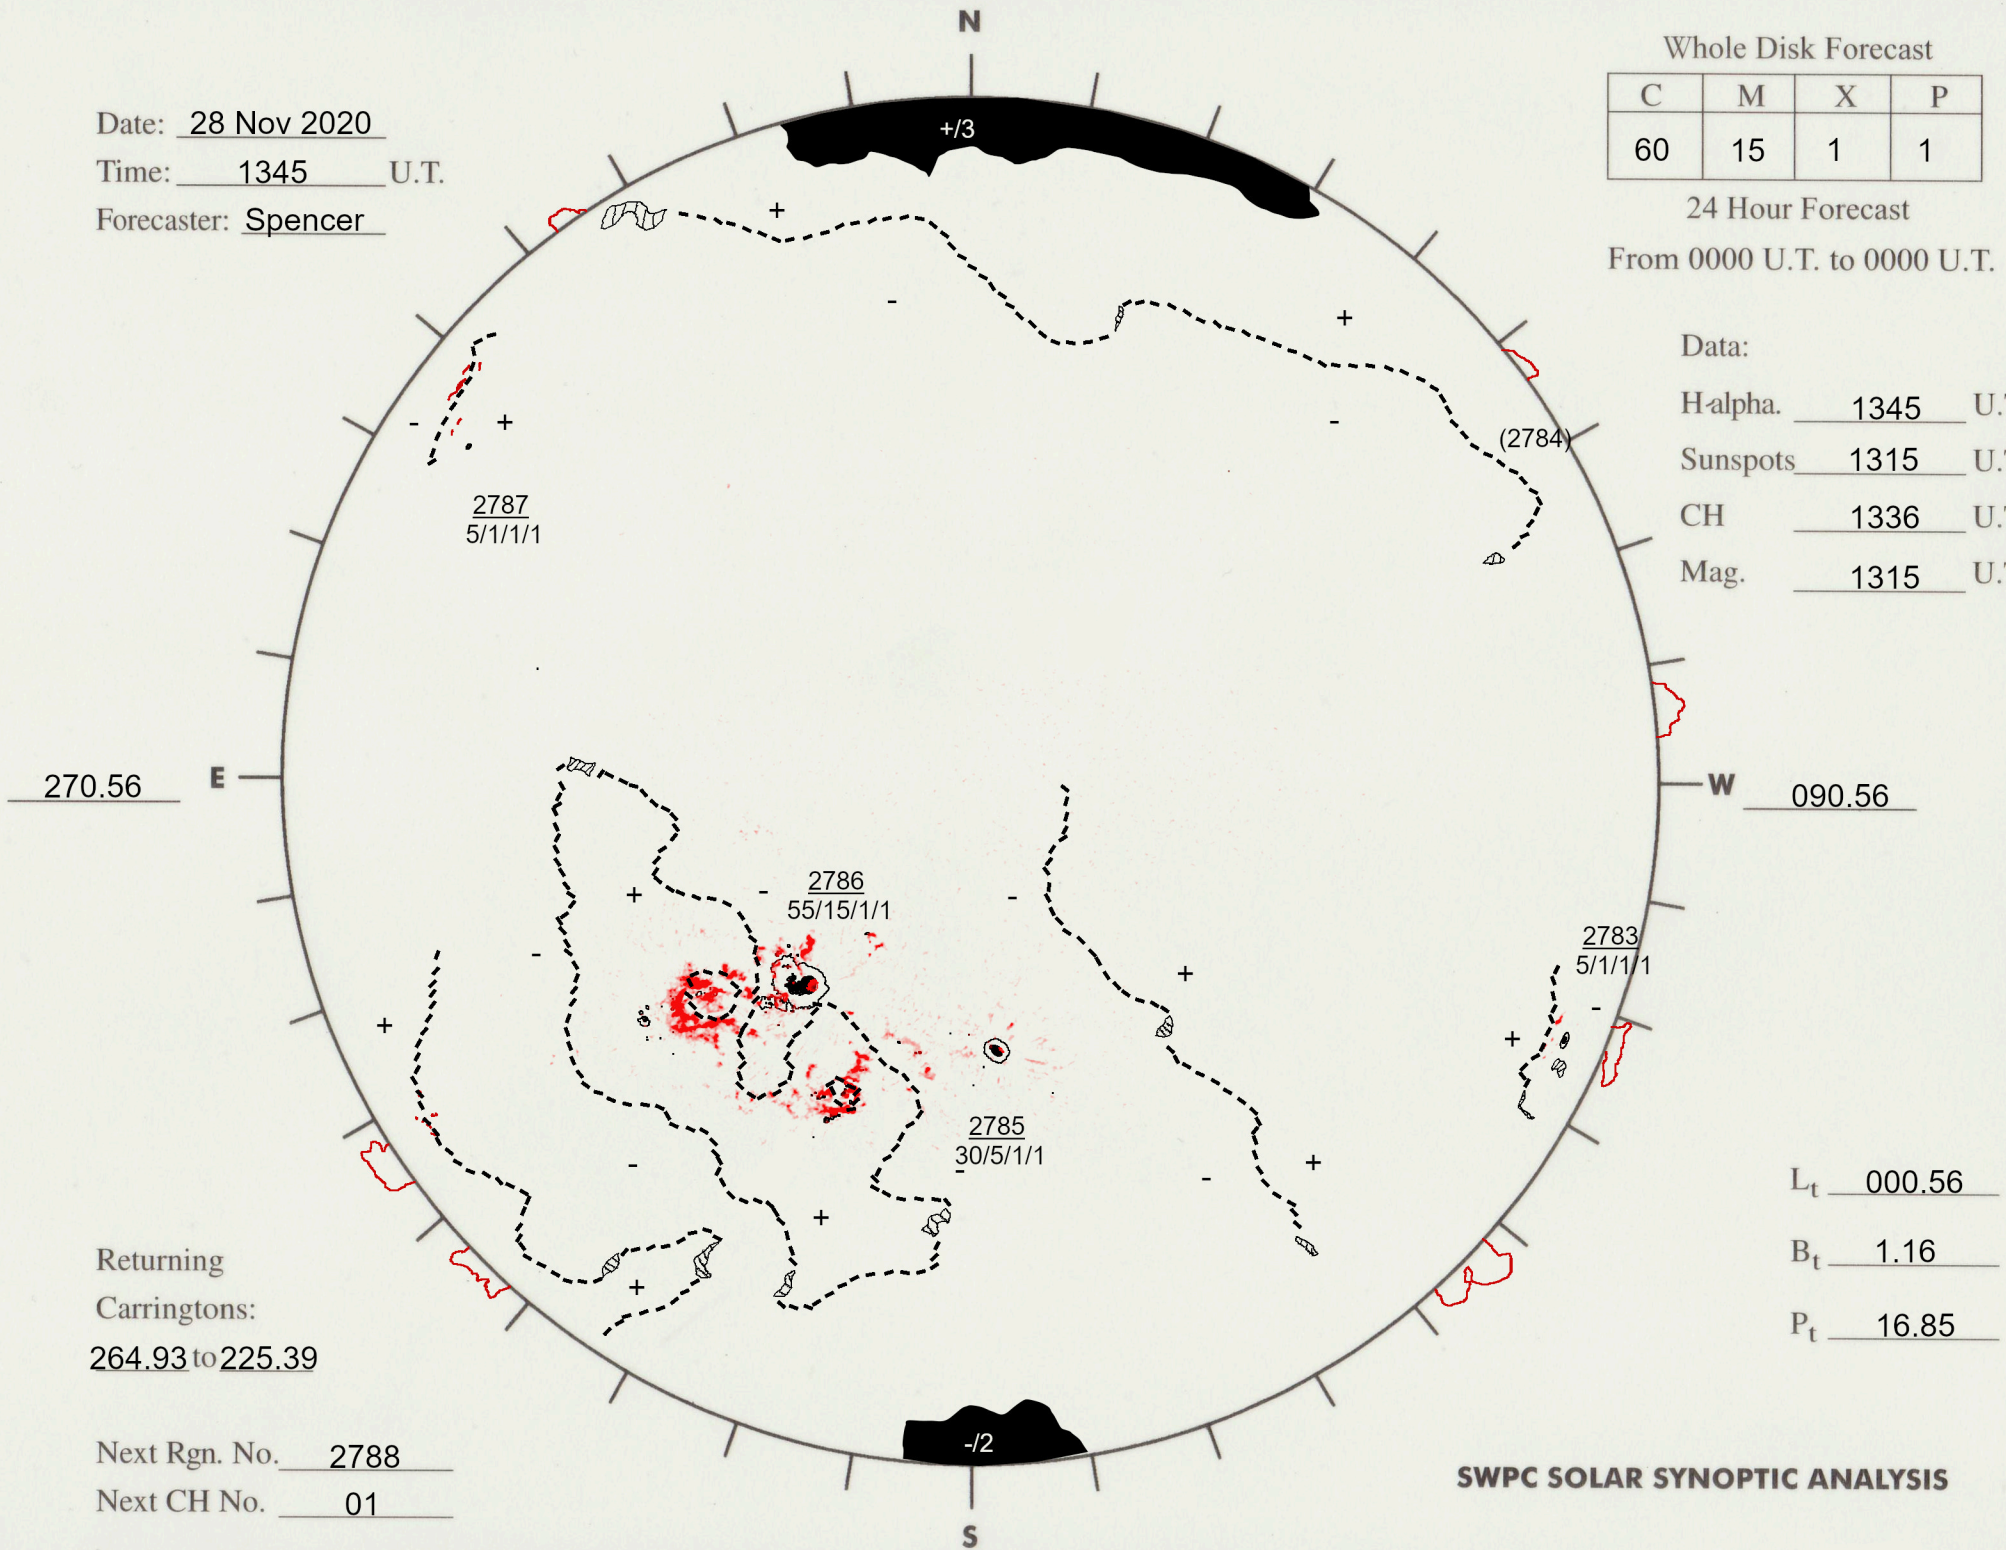 N
Whole Disk Forecast
C M X P
60 15 1 1
24 Hour Forecast
From 0000 U.T. to 0000 U.T.
Date: 28 Nov 2020
Time: 1345 U.T.
Forecaster: Spencer
+/3
+
-
+
-
- +
Data:
H-alpha. 1345 U.T
Sunspots 1315 U.T
CH 1336 U.T
Mag. 1315 U.T
(2784)
2787
5/1/1/1
270.56 E
W 090.56
2786
55/15/1/1
+ - -
- +
2783
5/1/1/1
-
+ +
2785
30/5/1/1
-
- - +
+
+
Lt 000.56
Bt 1.16
Pt 16.85
Returning
Carringtons:
264.93 to 225.39
Next Rgn. No. 2788
Next CH No. 01
-/2
SWPC SOLAR SYNOPTIC ANALYSIS
S